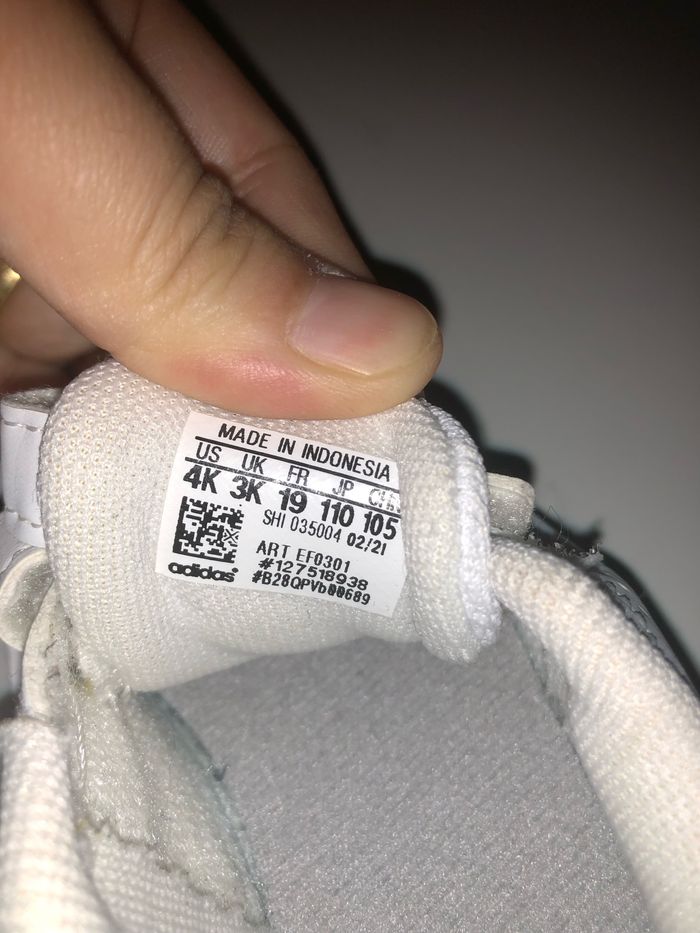 MADE IN INDONESIA
US UK FR JP
4K 3K 19 110 105
SHI 035004 02/21
ART EF0301
#127518938
#B28QPVb00689
adidas